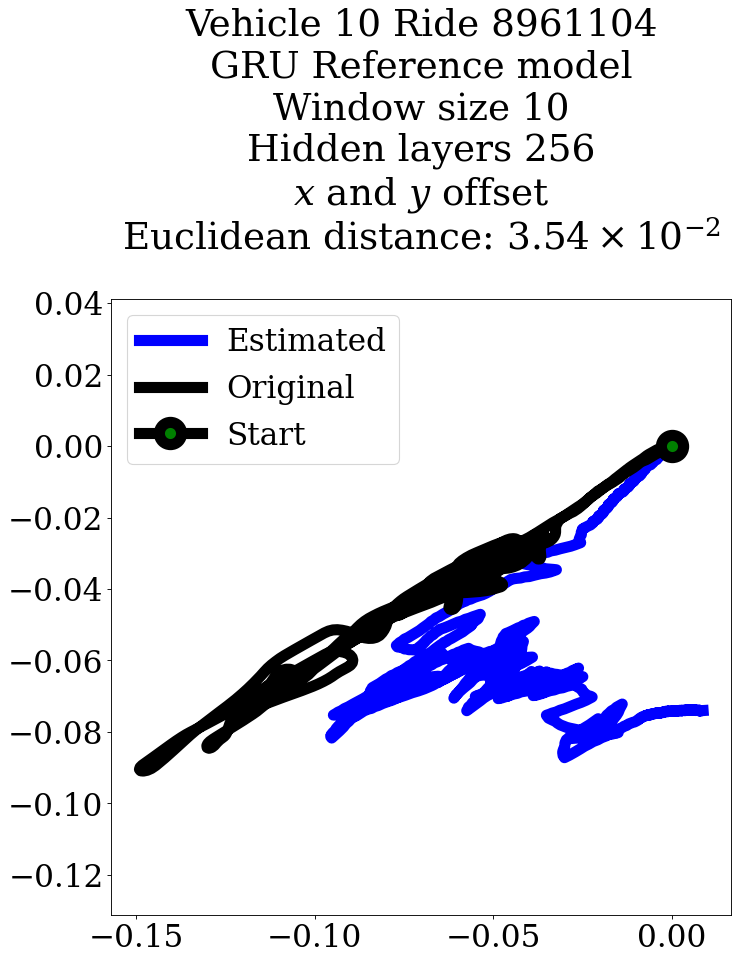 Vehicle 10 Ride 8961104
GRU Reference model
Window size 10
Hidden layers 256
x and y offset
Euclidean distance: 3.54 × 10⁻²
Estimated
Original
Start
0.04
0.02
0.00
−0.02
−0.04
−0.06
−0.08
−0.10
−0.12
−0.15 −0.10 −0.05 0.00